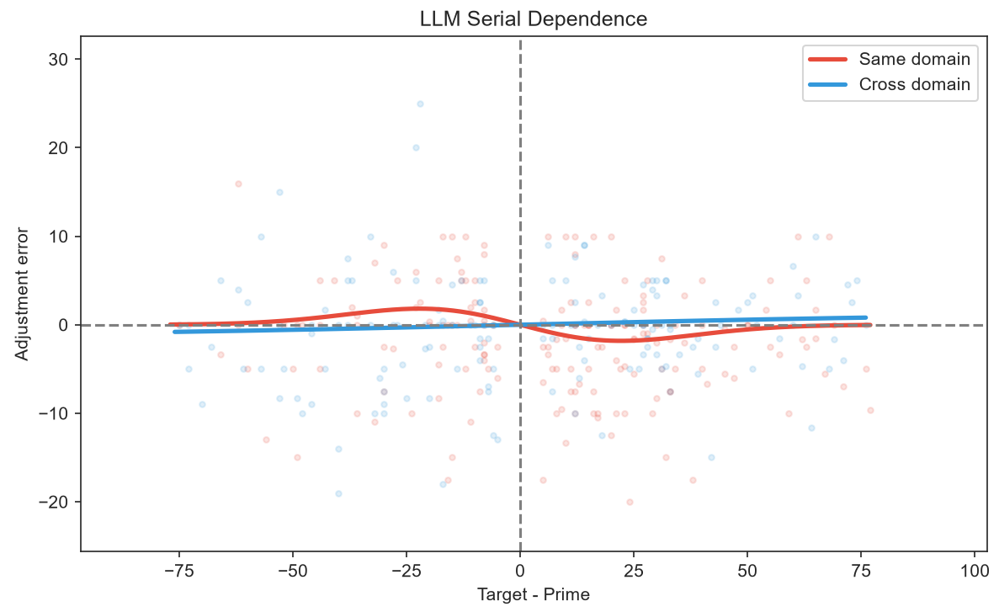 LLM Serial Dependence
Same domain
Cross domain
30
20
10
0
−10
−20
Adjustment error
−75
−50
−25
0
25
50
75
100
Target - Prime